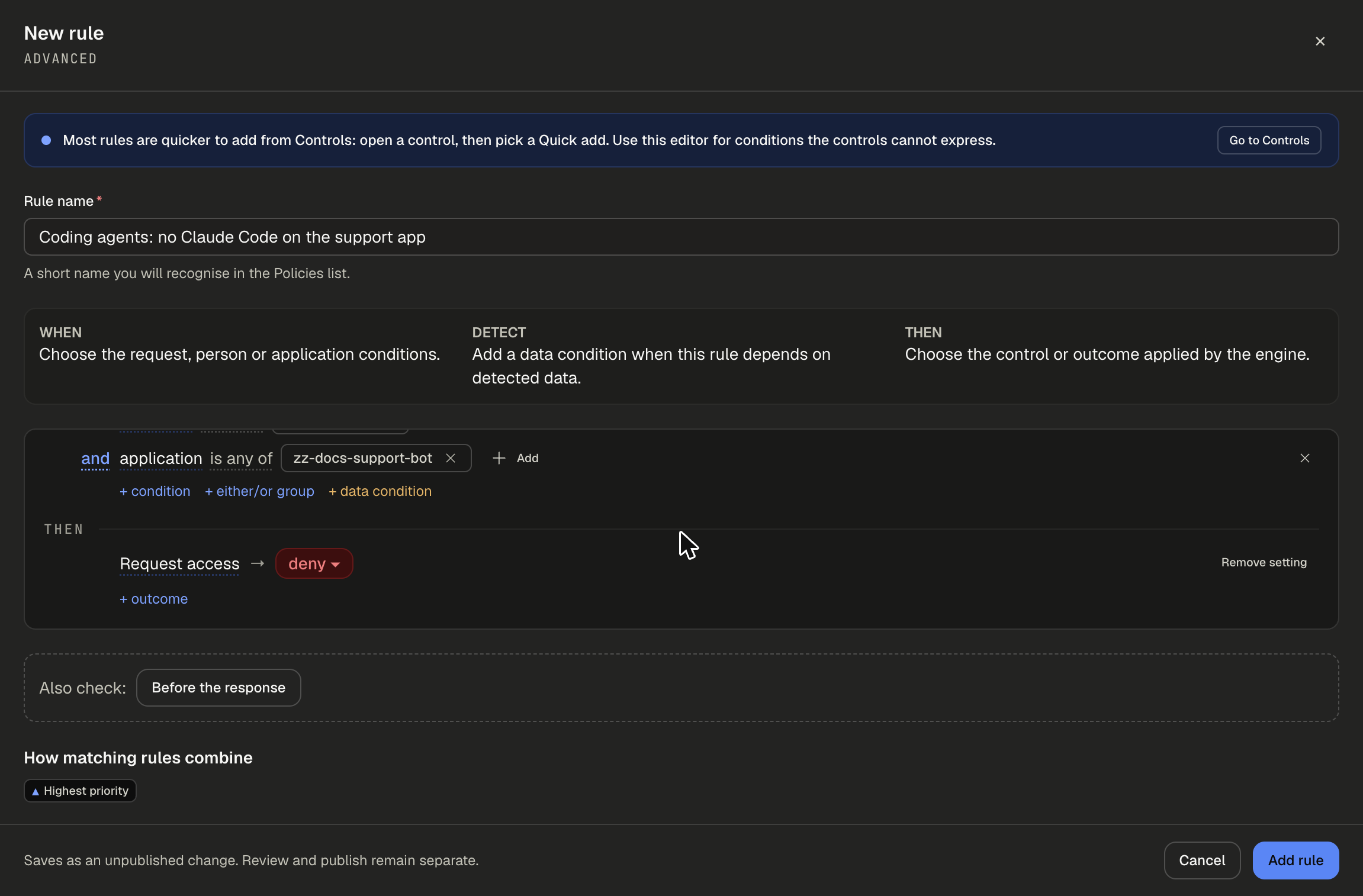 New rule
ADVANCED
Most rules are quicker to add from Controls: open a control, then pick a Quick add. Use this editor for conditions the controls cannot express.
Go to Controls
Rule name *
Coding agents: no Claude Code on the support app
A short name you will recognise in the Policies list.
WHEN
Choose the request, person or application conditions.
DETECT
Add a data condition when this rule depends on
detected data.
THEN
Choose the control or outcome applied by the engine.
and application is any of zz-docs-support-bot × + Add
+ condition + either/or group + data condition
THEN
Request access → deny
Remove setting
+ outcome
Also check: Before the response
How matching rules combine
▲ Highest priority
Saves as an unpublished change. Review and publish remain separate.
Cancel
Add rule